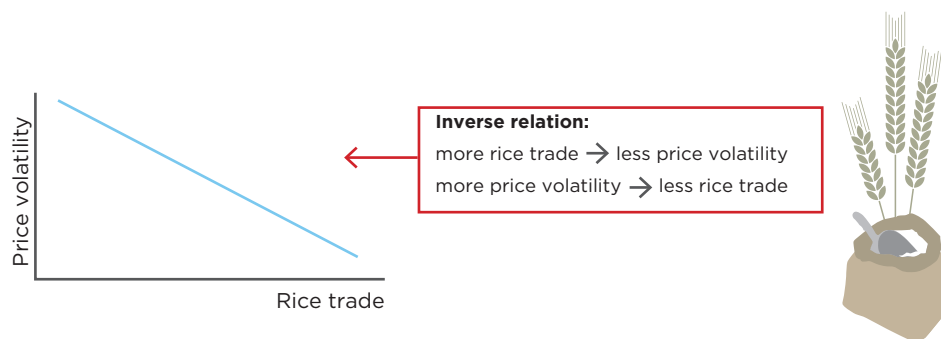 Price volatility
Rice trade
Inverse relation:
more rice trade → less price volatility
more price volatility → less rice trade